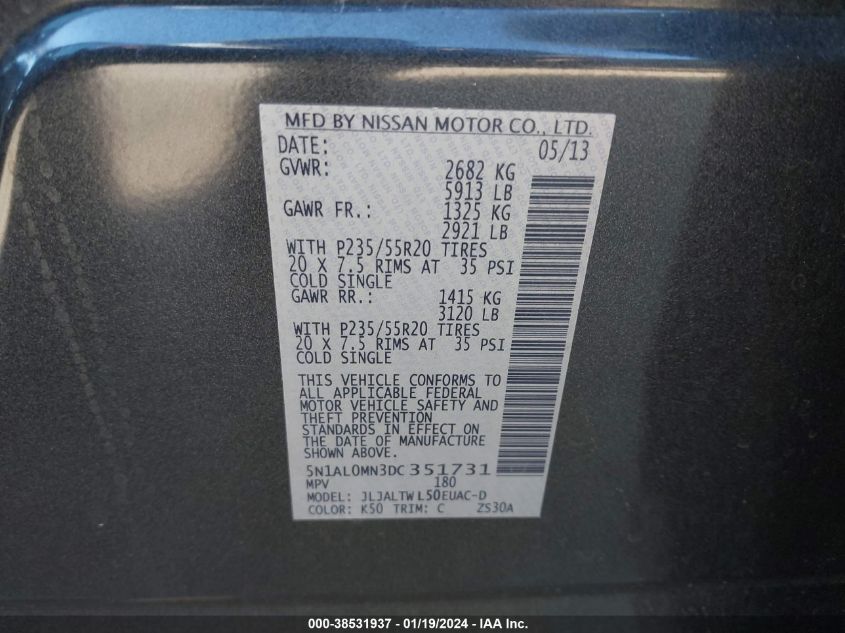 MFD BY NISSAN MOTOR CO., LTD.
DATE: 05/13
GVWR: 2682 KG
5913 LB
GAWR FR.: 1325 KG
2921 LB
WITH P235/55R20 TIRES
20 X 7.5 RIMS AT 35 PSI
COLD SINGLE
GAWR RR.: 1415 KG
3120 LB
WITH P235/55R20 TIRES
20 X 7.5 RIMS AT 35 PSI
COLD SINGLE
THIS VEHICLE CONFORMS TO
ALL APPLICABLE FEDERAL
MOTOR VEHICLE SAFETY AND
THEFT PREVENTION
STANDARDS IN EFFECT ON
THE DATE OF MANUFACTURE
SHOWN ABOVE.
5N1AL0MN3DC351731
MPV 180
MODEL: JLJALTW L50EUAC-D
COLOR: K50 TRIM: C ZS30A
000-38531937 - 01/19/2024 - IAA Inc.